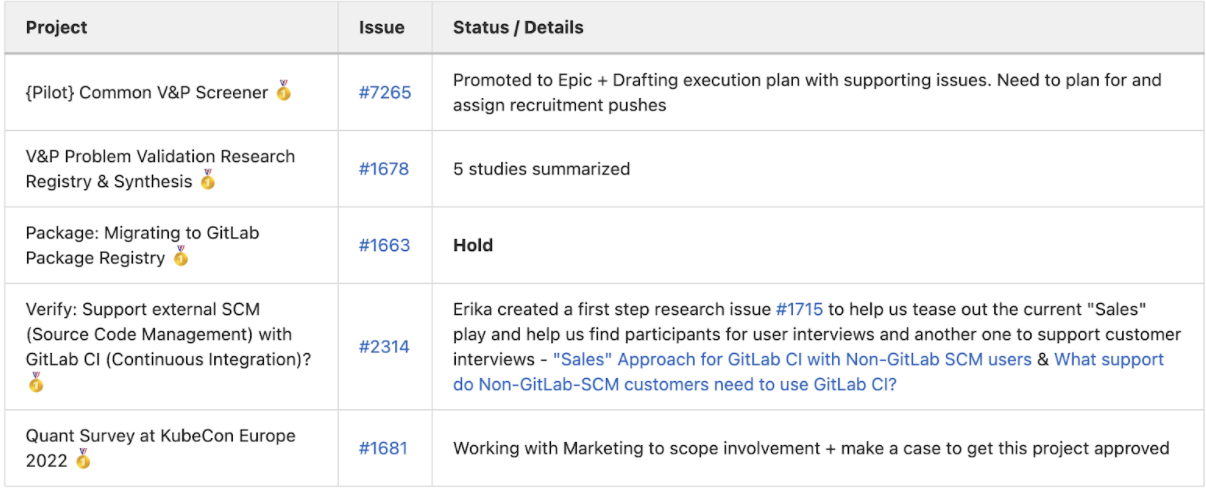 Project Issue Status / Details
{Pilot} Common V&P Screener 🏅 #7265 Promoted to Epic + Drafting execution plan with supporting issues. Need to plan for and
assign recruitment pushes
V&P Problem Validation Research
Registry & Synthesis 🏅 #1678 5 studies summarized
Package: Migrating to GitLab
Package Registry 🏅 #1663 Hold
Verify: Support external SCM
(Source Code Management) with
GitLab CI (Continuous Integration)?
🏅 #2314
Erika created a first step research issue #1715 to help us tease out the current "Sales"
play and help us find participants for user interviews and another one to support customer
interviews - "Sales" Approach for GitLab CI with Non-GitLab SCM users & What support
do Non-GitLab-SCM customers need to use GitLab CI?
Quant Survey at KubeCon Europe
2022 🏅 #1681 Working with Marketing to scope involvement + make a case to get this project approved